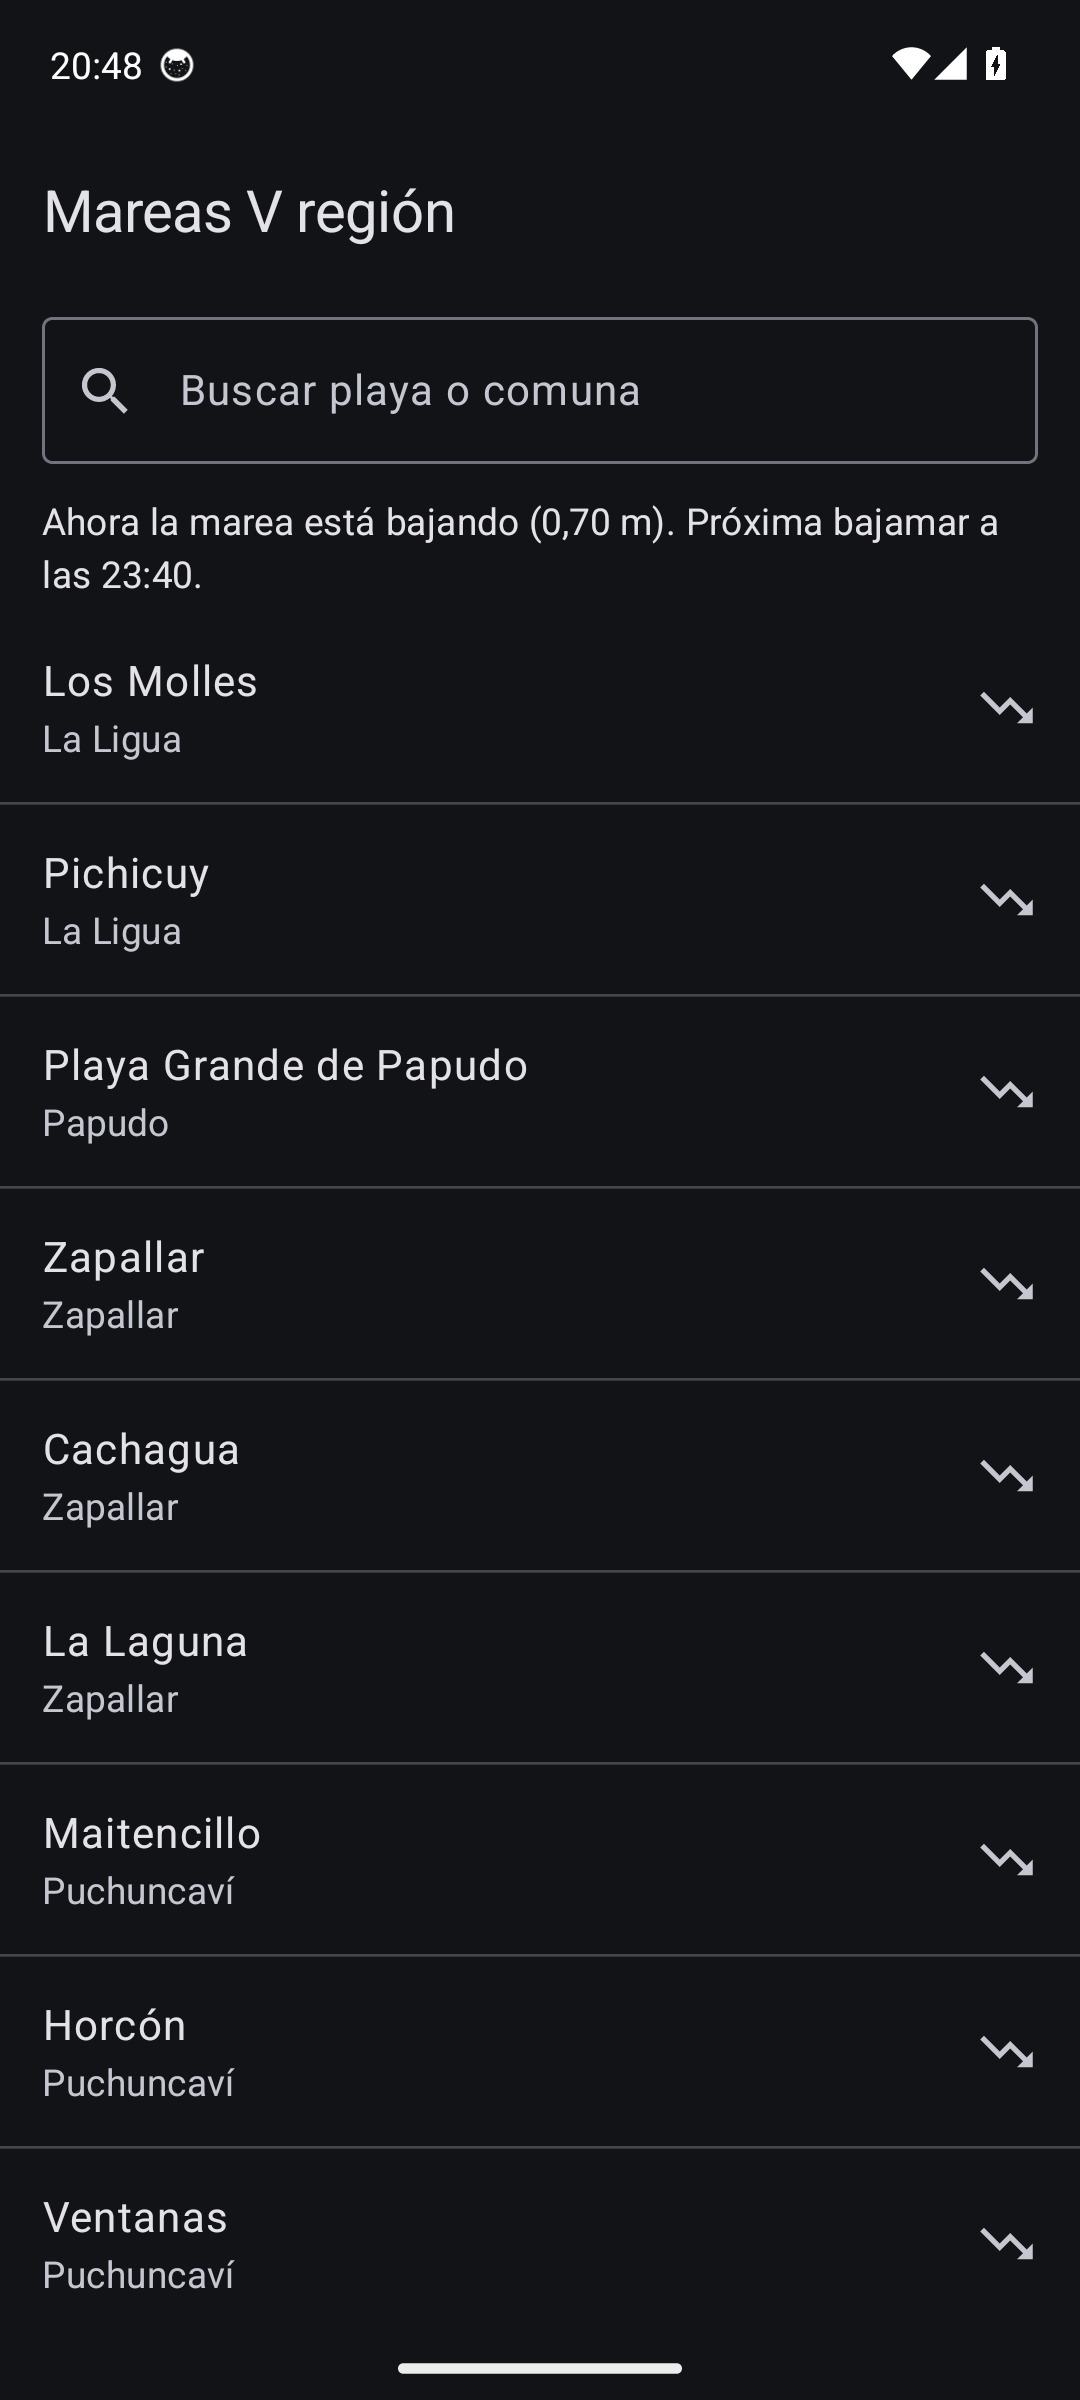 20:48
Mareas V región
Buscar playa o comuna
Ahora la marea está bajando (0,70 m). Próxima bajamar a
las 23:40.
Los Molles
La Ligua
Pichicuy
La Ligua
Playa Grande de Papudo
Papudo
Zapallar
Zapallar
Cachagua
Zapallar
La Laguna
Zapallar
Maitencillo
Puchuncaví
Horcón
Puchuncaví
Ventanas
Puchuncaví